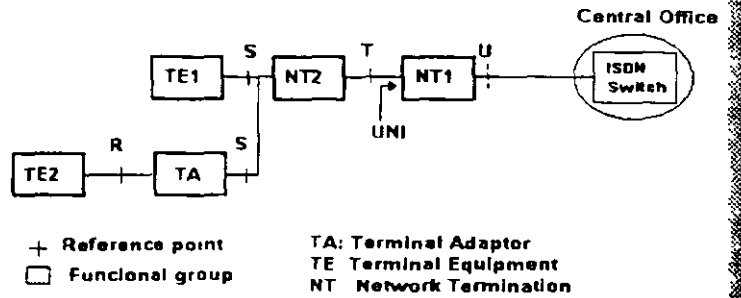 Central Office
S T U
TE1 NT2 NT1 ISDN
Switch
UNI
R S
TE2 TA
Reference point TA: Terminal Adaptor
Funcional group TE Terminal Equipment
NT Network Termination